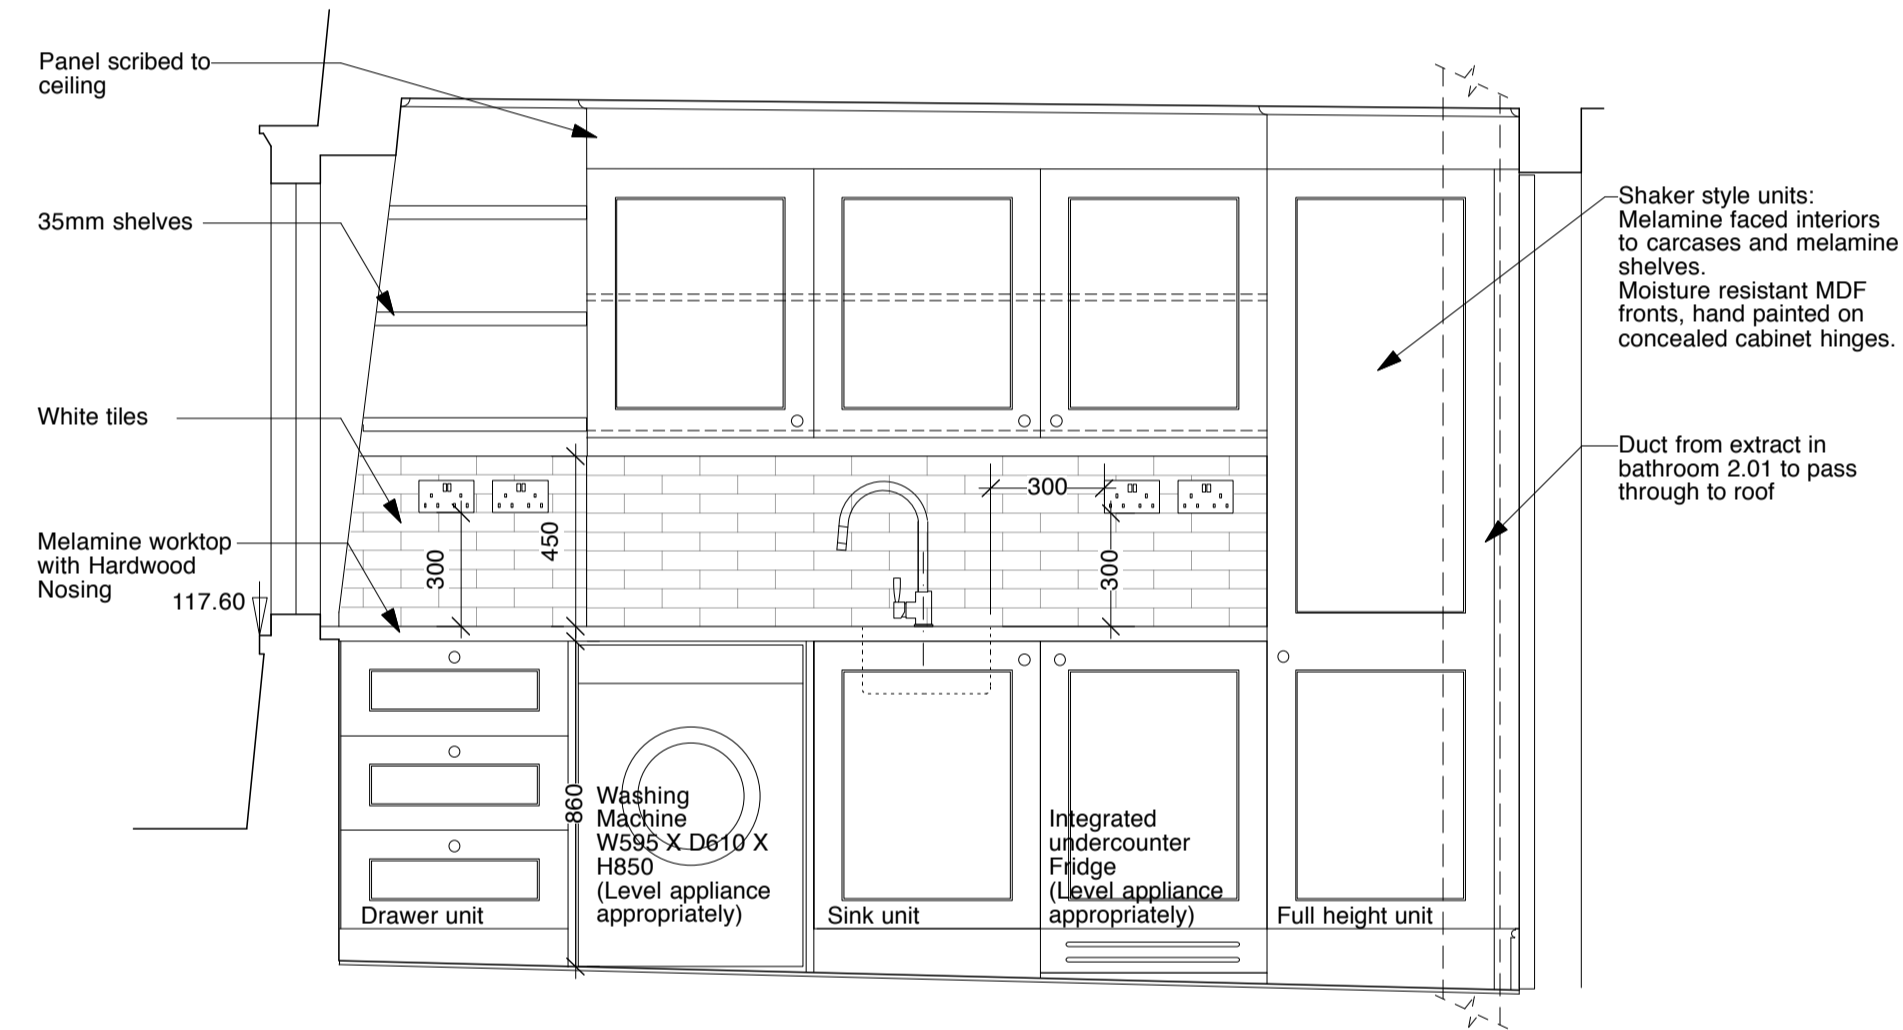 Panel scribed to
ceiling
35mm shelves
White tiles
Melamine worktop
with Hardwood
Nosing
117.60
300
450
300
300
860
Shaker style units:
Melamine faced interiors
to carcases and melamine
shelves.
Moisture resistant MDF
fronts, hand painted on
concealed cabinet hinges.
Duct from extract in
bathroom 2.01 to pass
through to roof
Drawer unit
Washing
Machine
W595 X D610 X
H850
(Level appliance
appropriately)
Sink unit
Integrated
undercounter
Fridge
(Level appliance
appropriately)
Full height unit